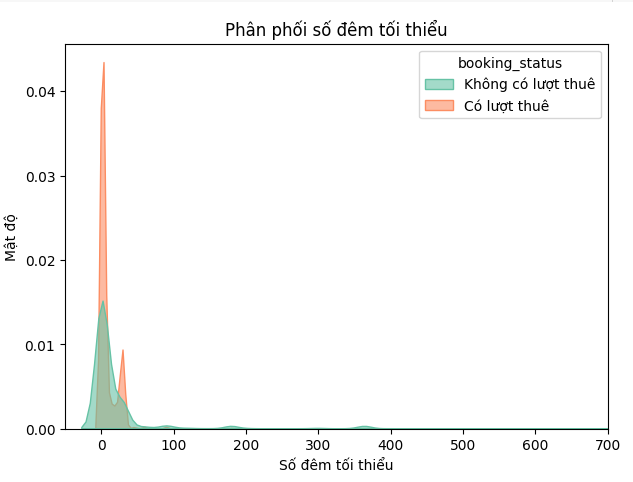 Phân phối số đêm tối thiểu
booking_status
Không có lượt thuê
Có lượt thuê
Mật độ
0.04
0.03
0.02
0.01
0.00
0 100 200 300 400 500 600 700
Số đêm tối thiểu